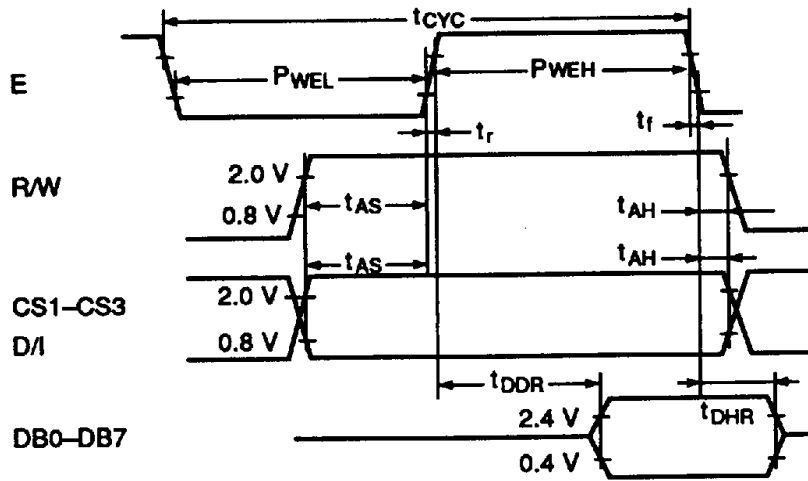 tCYC
E
PWEL
PWEH
tr
tf
R/W
2.0 V
0.8 V
tAS
tAH
tAS
tAH
CS1–CS3
D/I
2.0 V
0.8 V
tDDR
tDHR
DB0–DB7
2.4 V
0.4 V